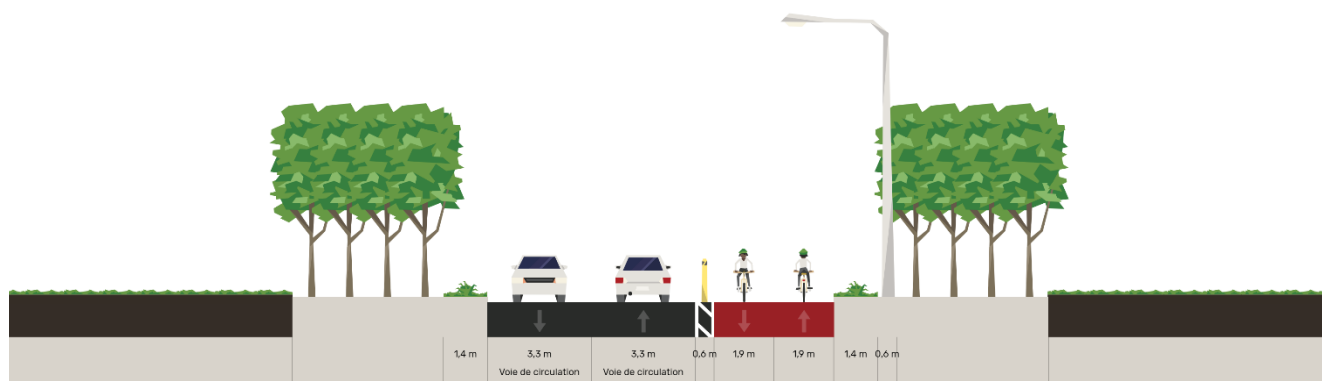 1,4 m 3,3 m 3,3 m 0,6 m 1,9 m 1,9 m 1,4 m 0,6 m
Voie de circulation Voie de circulation